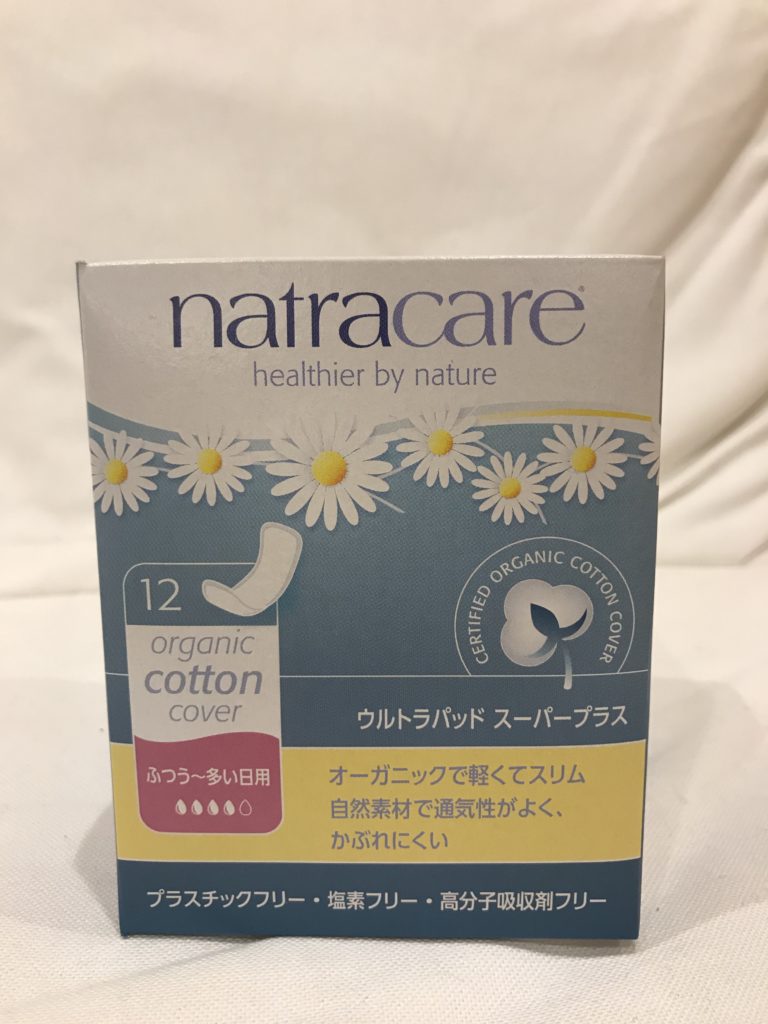 natracare®
healthier by nature
12
organic
cotton
cover
CERTIFIED ORGANIC COTTON COVER
ウルトラパッド スーパープラス
ふつう〜多い日用
オーガニックで軽くてスリム
自然素材で通気性がよく、
かぶれにくい
プラスチックフリー・塩素フリー・高分子吸収剤フリー